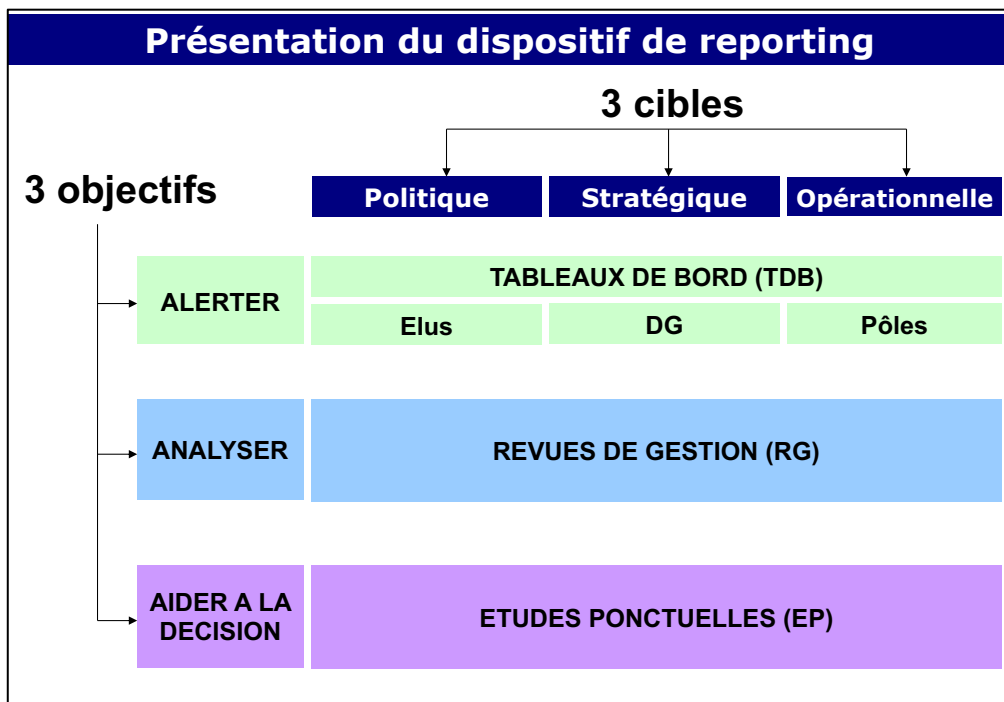 Présentation du dispositif de reporting
3 cibles
3 objectifs
Politique
Stratégique
Opérationnelle
ALERTER
TABLEAUX DE BORD (TDB)
Elus
DG
Pôles
ANALYSER
REVUES DE GESTION (RG)
AIDER A LA
DECISION
ETUDES PONCTUELLES (EP)